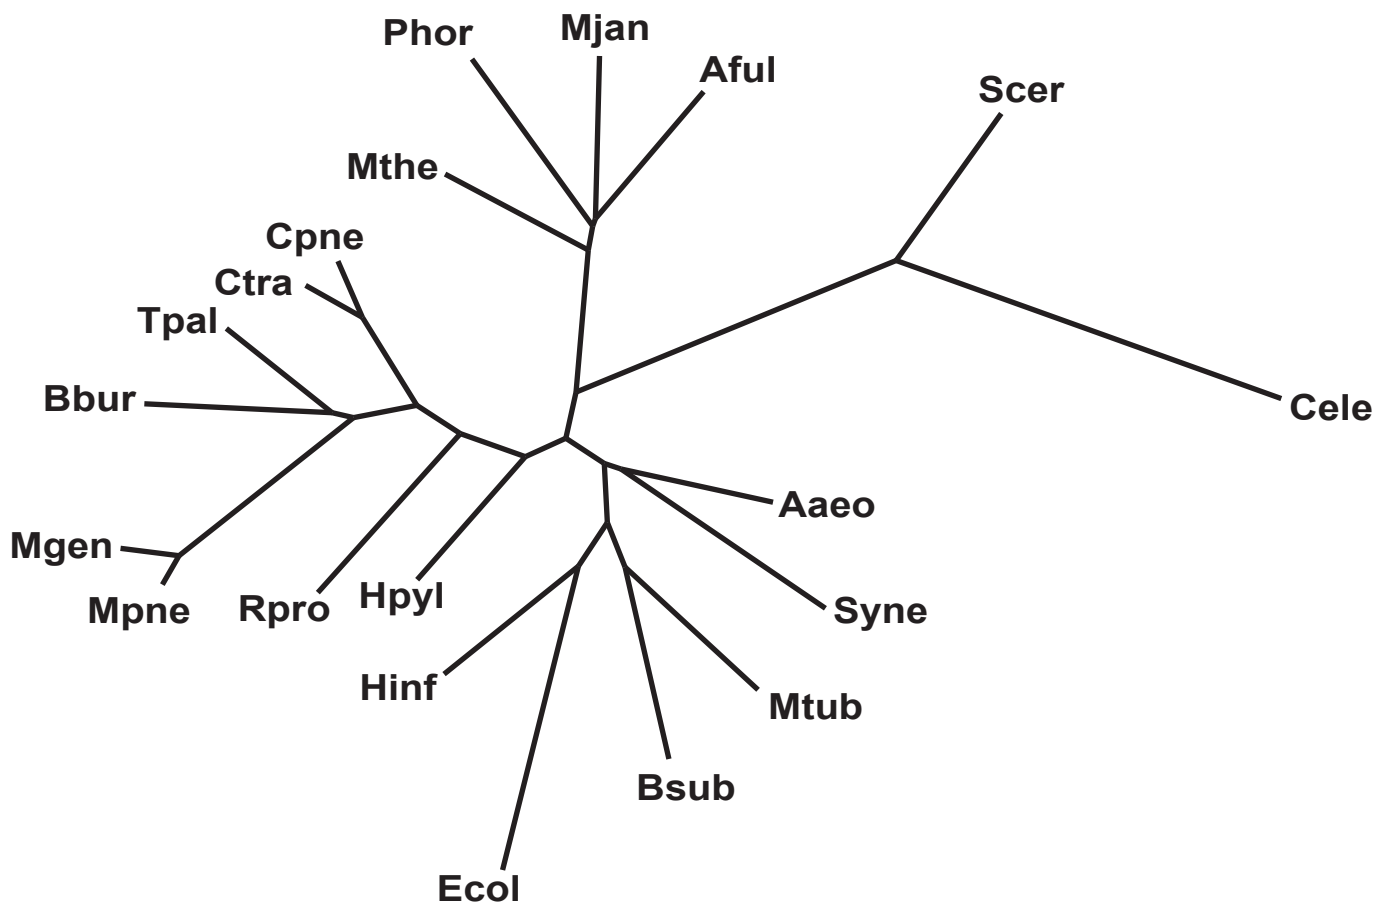 Mjan
Phor
Aful
Scer
Mthe
Cpne
Ctra
Tpal
Bbur
Cele
Aaeo
Mgen
Hpyl
Rpro
Mpne
Syne
Hinf
Mtub
Bsub
Ecol